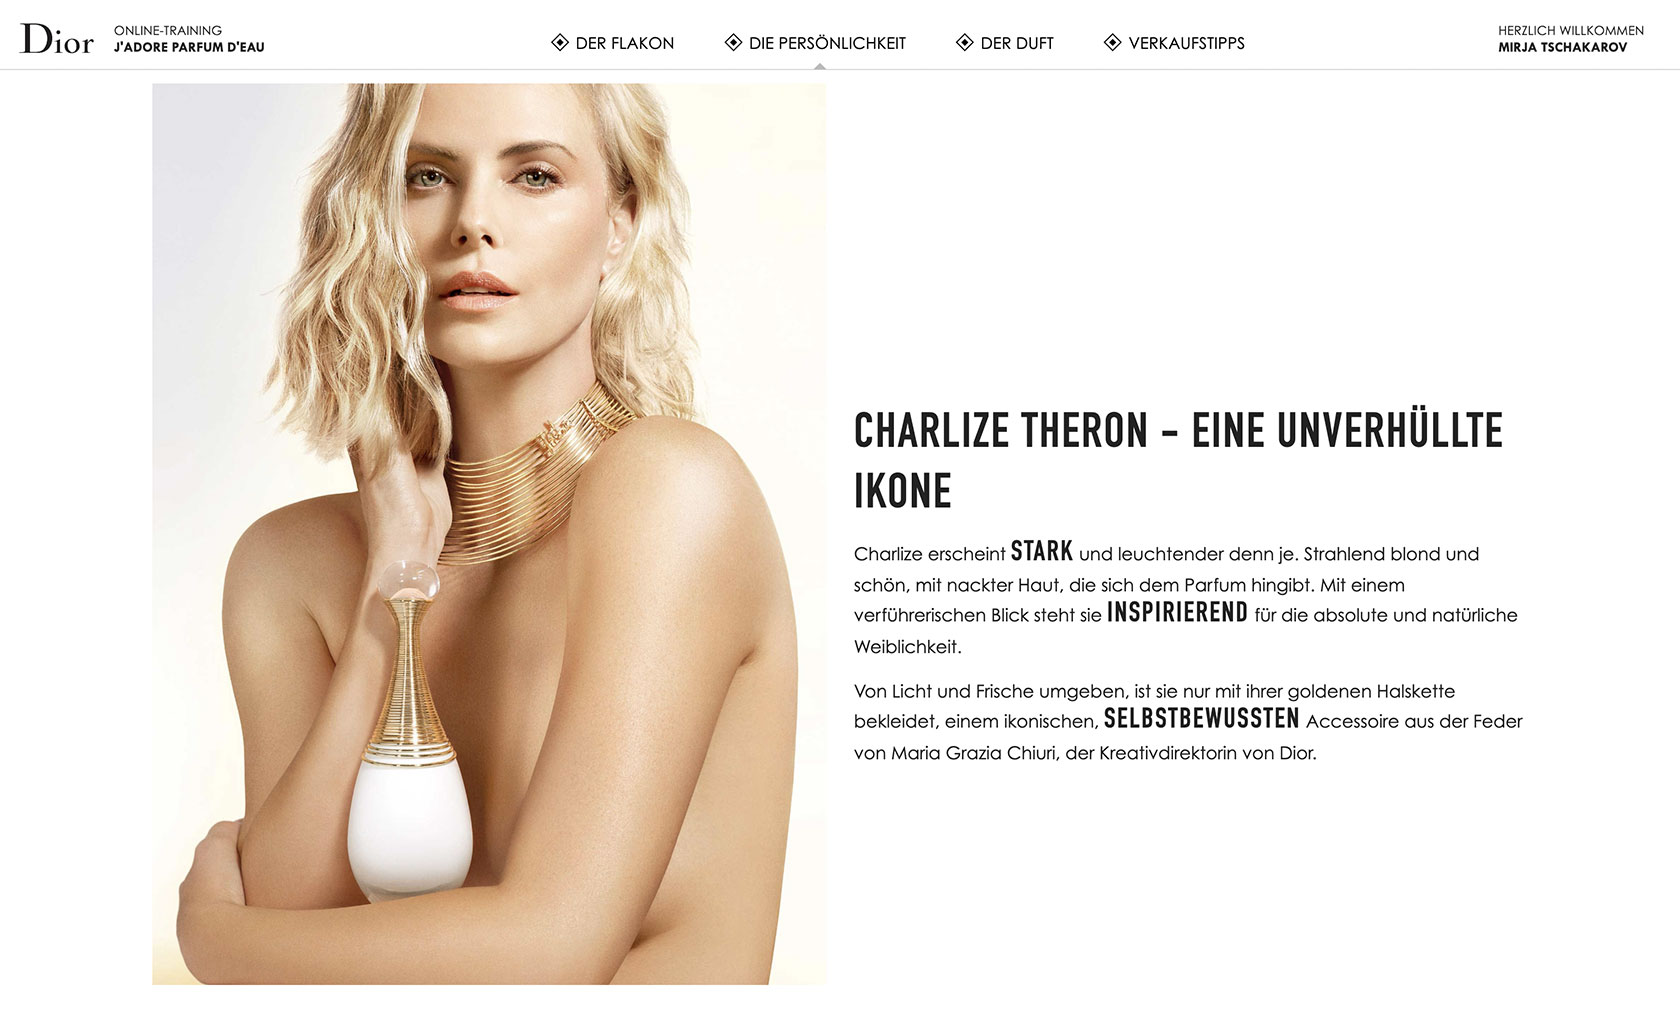 Dior
ONLINE-TRAINING
J'ADORE PARFUM D'EAU
DER FLAKON
DIE PERSÖNLICHKEIT
DER DUFT
VERKAUFSTIPPS
HERZLICH WILLKOMMEN
MIRJA TSCHAKAROV
CHARLIZE THERON – EINE UNVERHÜLLTE
IKONE
Charlize erscheint STARK und leuchtender denn je. Strahlend blond und
schön, mit nackter Haut, die sich dem Parfum hingibt. Mit einem
verführerischen Blick steht sie INSPIRIEREND für die absolute und natürliche
Weiblichkeit.
Von Licht und Frische umgeben, ist sie nur mit ihrer goldenen Halskette
bekleidet, einem ikonischen, SELBSTBEWUSSTEN Accessoire aus der Feder
von Maria Grazia Chiuri, der Kreativdirektorin von Dior.